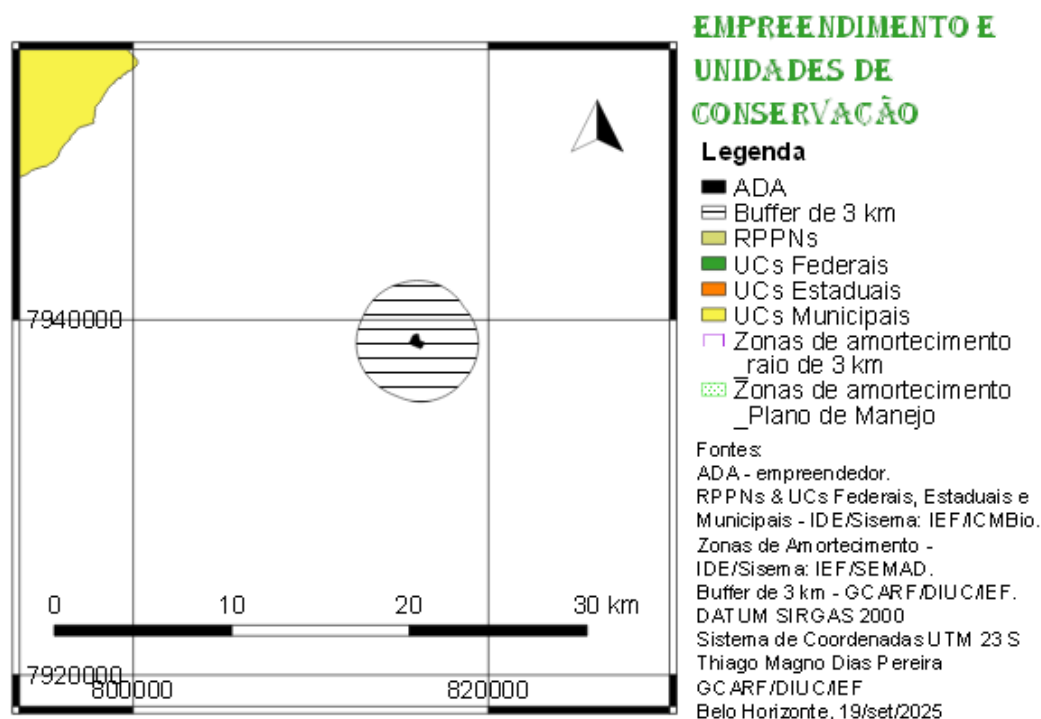 EMPREENDIMENTO E
UNIDADES DE
CONSERVAÇÃO
Legenda
ADA
Buffer de 3 km
RPPNs
UCs Federais
UCs Estaduais
UCs Municipais
Zonas de amortecimento
_raio de 3 km
Zonas de amortecimento
_Plano de Manejo
Fontes:
ADA - empreendedor.
RPPNs & UCs Federais, Estaduais e
Municipais - IDE/Sisema: IEF/ICMBio.
Zonas de Amortecimento -
IDE/Sisema: IEF/SEMAD.
Buffer de 3 km - GCARF/DIUC/IEF.
DATUM SIRGAS 2000
Sistema de Coordenadas UTM 23 S
Thiago Magno Dias Pereira
GCARF/DIUC/IEF
Belo Horizonte, 19/set/2025
7940000
0 10 20 30 km
7920000
800000 820000